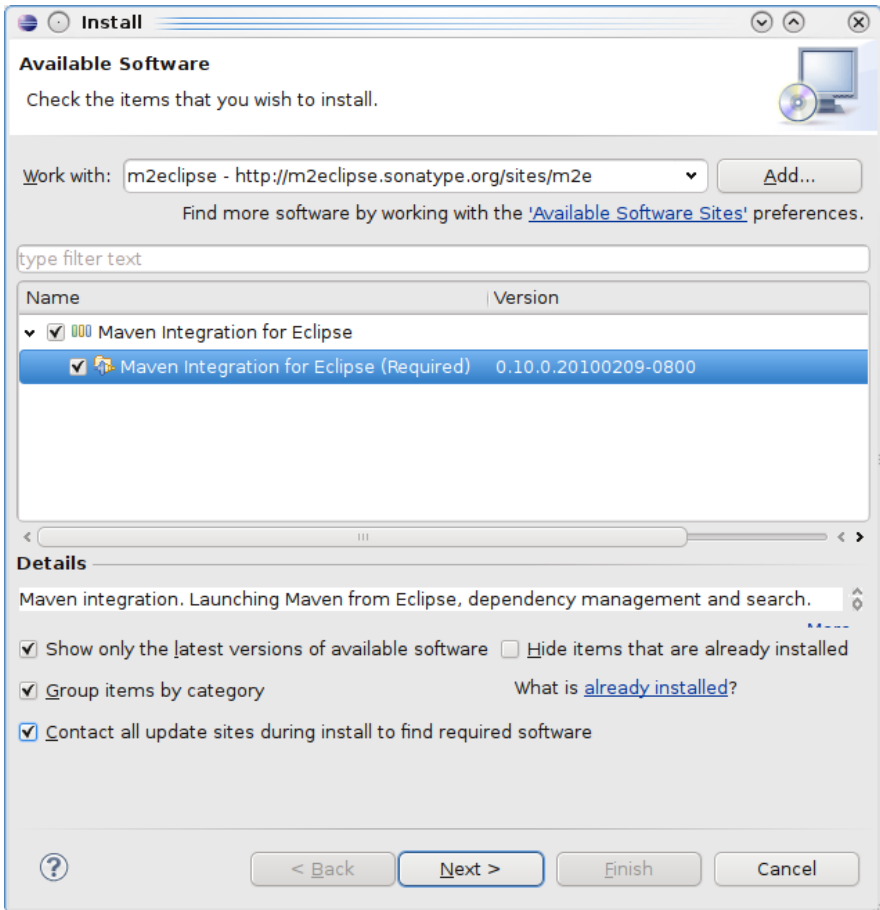 Install
Available Software
Check the items that you wish to install.
Work with: m2eclipse - http://m2eclipse.sonatype.org/sites/m2e Add...
Find more software by working with the 'Available Software Sites' preferences.
type filter text
Name Version
Maven Integration for Eclipse
Maven Integration for Eclipse (Required) 0.10.0.20100209-0800
Details
Maven integration. Launching Maven from Eclipse, dependency management and search.
Show only the latest versions of available software Hide items that are already installed
Group items by category What is already installed?
Contact all update sites during install to find required software
? < Back Next > Finish Cancel